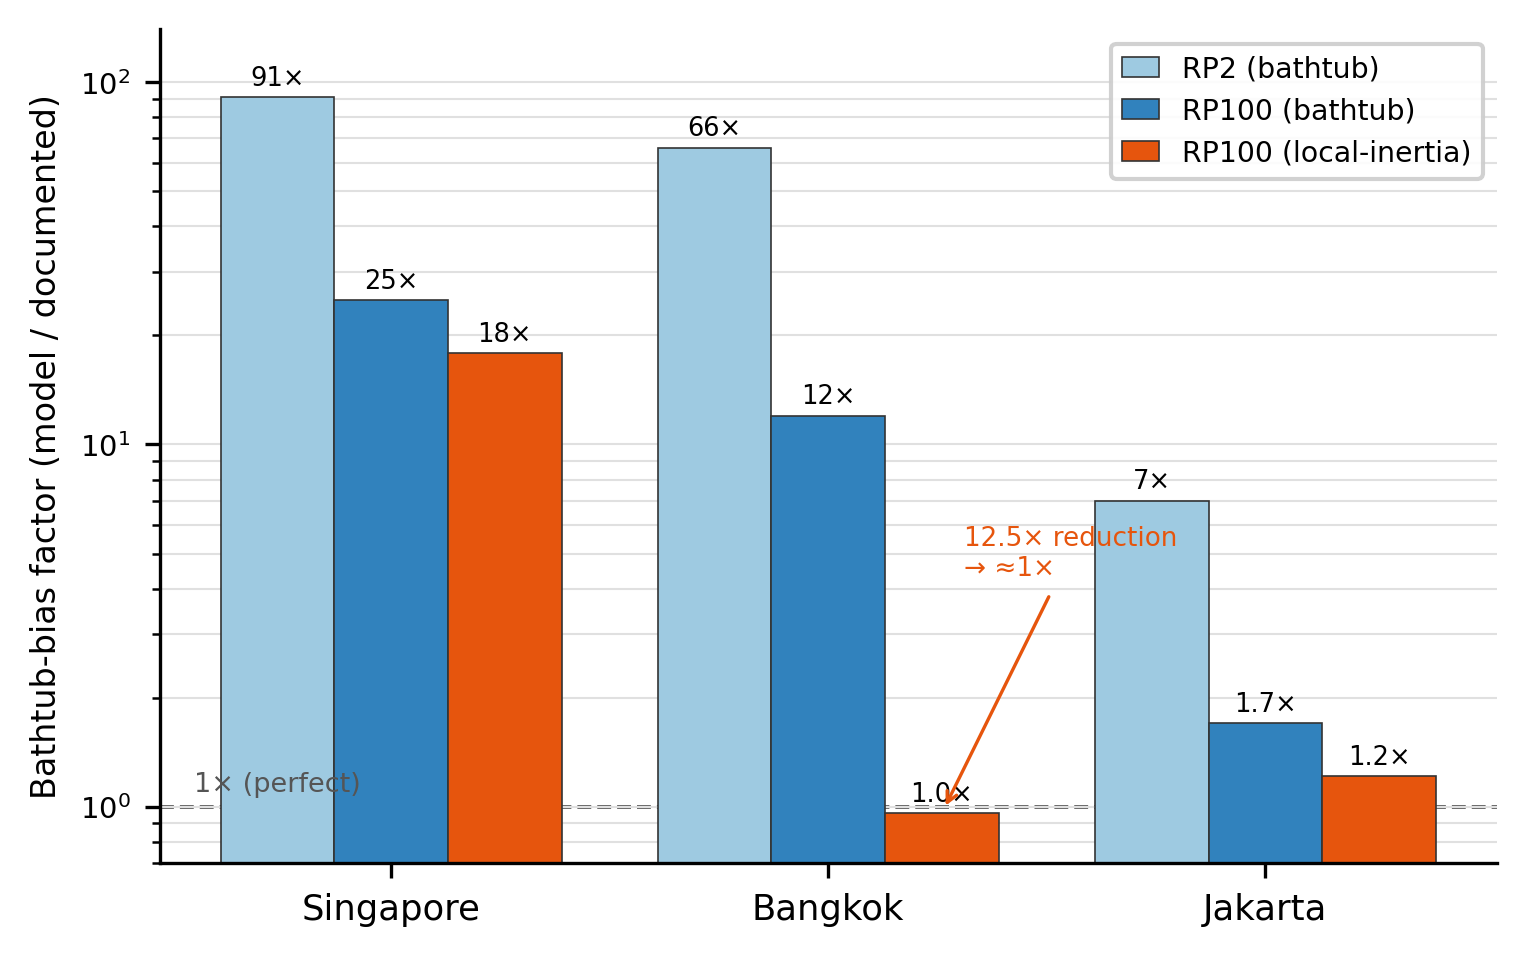 Bathtub-bias factor (model / documented)
10²
10¹
10⁰
91×
25×
18×
66×
12×
1.0×
7×
1.7×
1.2×
12.5× reduction
→ ≈1×
1× (perfect)
RP2 (bathtub)
RP100 (bathtub)
RP100 (local-inertia)
Singapore
Bangkok
Jakarta